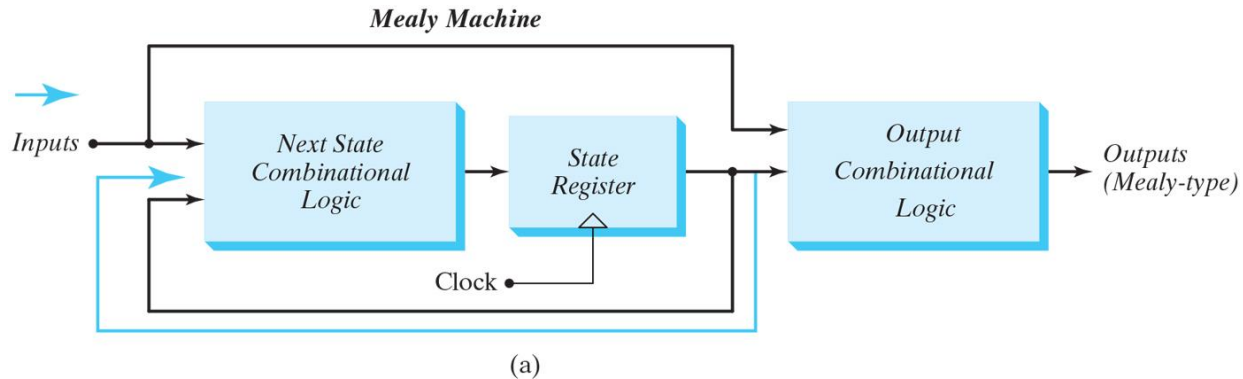 Mealy Machine
Inputs
Next State
Combinational
Logic
State
Register
Clock
Output
Combinational
Logic
Outputs
(Mealy-type)
(a)